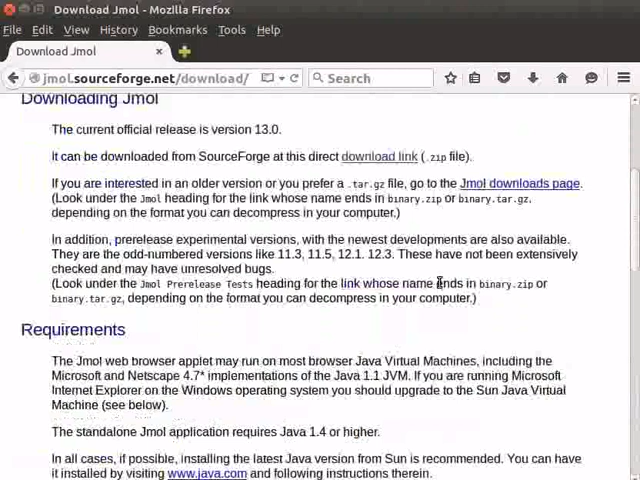 Download Jmol - Mozilla Firefox
File Edit View History Bookmarks Tools Help
Download Jmol
jmol.sourceforge.net/download/ Search
Downloading Jmol
The current official release is version 13.0.
It can be downloaded from SourceForge at this direct download link (.zip file).
If you are interested in an older version or you prefer a .tar.gz file, go to the Jmol downloads page.
(Look under the Jmol heading for the link whose name ends in binary.zip or binary.tar.gz,
depending on the format you can decompress in your computer.)
In addition, prerelease experimental versions, with the newest developments are also available.
They are the odd-numbered versions like 11.3, 11.5, 12.1. 12.3. These have not been extensively
checked and may have unresolved bugs.
(Look under the Jmol Prerelease Tests heading for the link whose name ends in binary.zip or
binary.tar.gz, depending on the format you can decompress in your computer.)
Requirements
The Jmol web browser applet may run on most browser Java Virtual Machines, including the
Microsoft and Netscape 4.7* implementations of the Java 1.1 JVM. If you are running Microsoft
Internet Explorer on the Windows operating system you should upgrade to the Sun Java Virtual
Machine (see below).
The standalone Jmol application requires Java 1.4 or higher.
In all cases, if possible, installing the latest Java version from Sun is recommended. You can have
it installed by visiting www.java.com and following instructions therein.